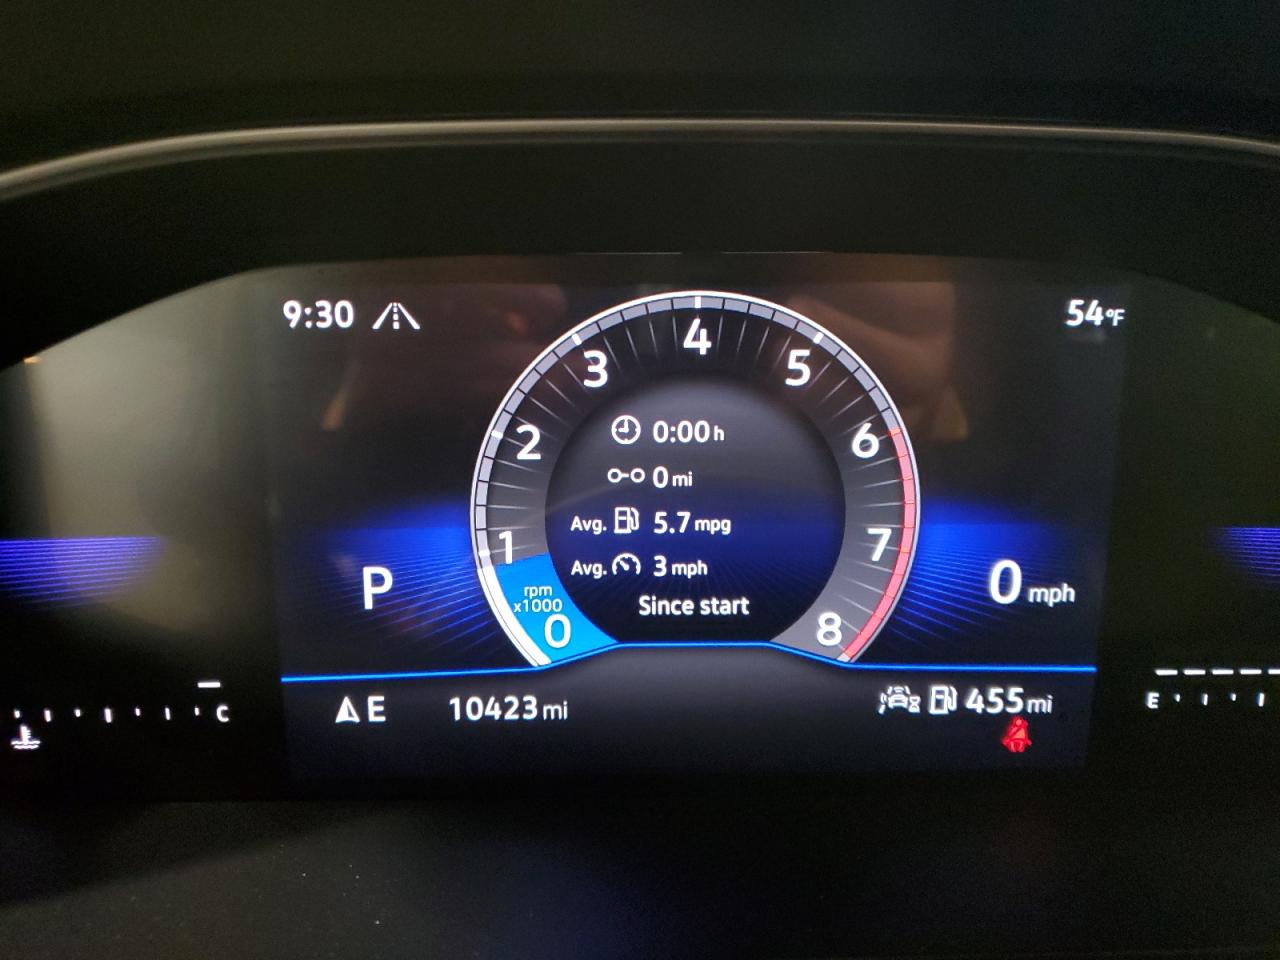 9:30
54°F
4
3
5
2
6
1
7
0:00 h
0 mi
Avg. 5.7 mpg
Avg. 3 mph
Since start
rpm
x1000
0
8
P
0 mph
E
10423 mi
455 mi
C
E